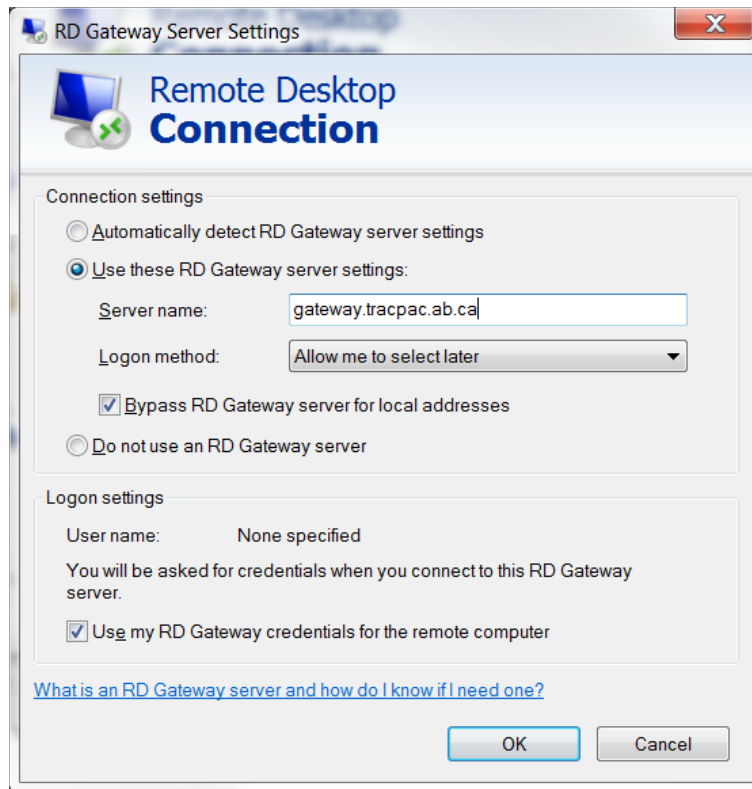 RD Gateway Server Settings
Remote Desktop
Connection
Connection settings
Automatically detect RD Gateway server settings
Use these RD Gateway server settings:
Server name: gateway.tracpac.ab.ca
Logon method: Allow me to select later
Bypass RD Gateway server for local addresses
Do not use an RD Gateway server
Logon settings
User name: None specified
You will be asked for credentials when you connect to this RD Gateway
server.
Use my RD Gateway credentials for the remote computer
What is an RD Gateway server and how do I know if I need one?
OK Cancel